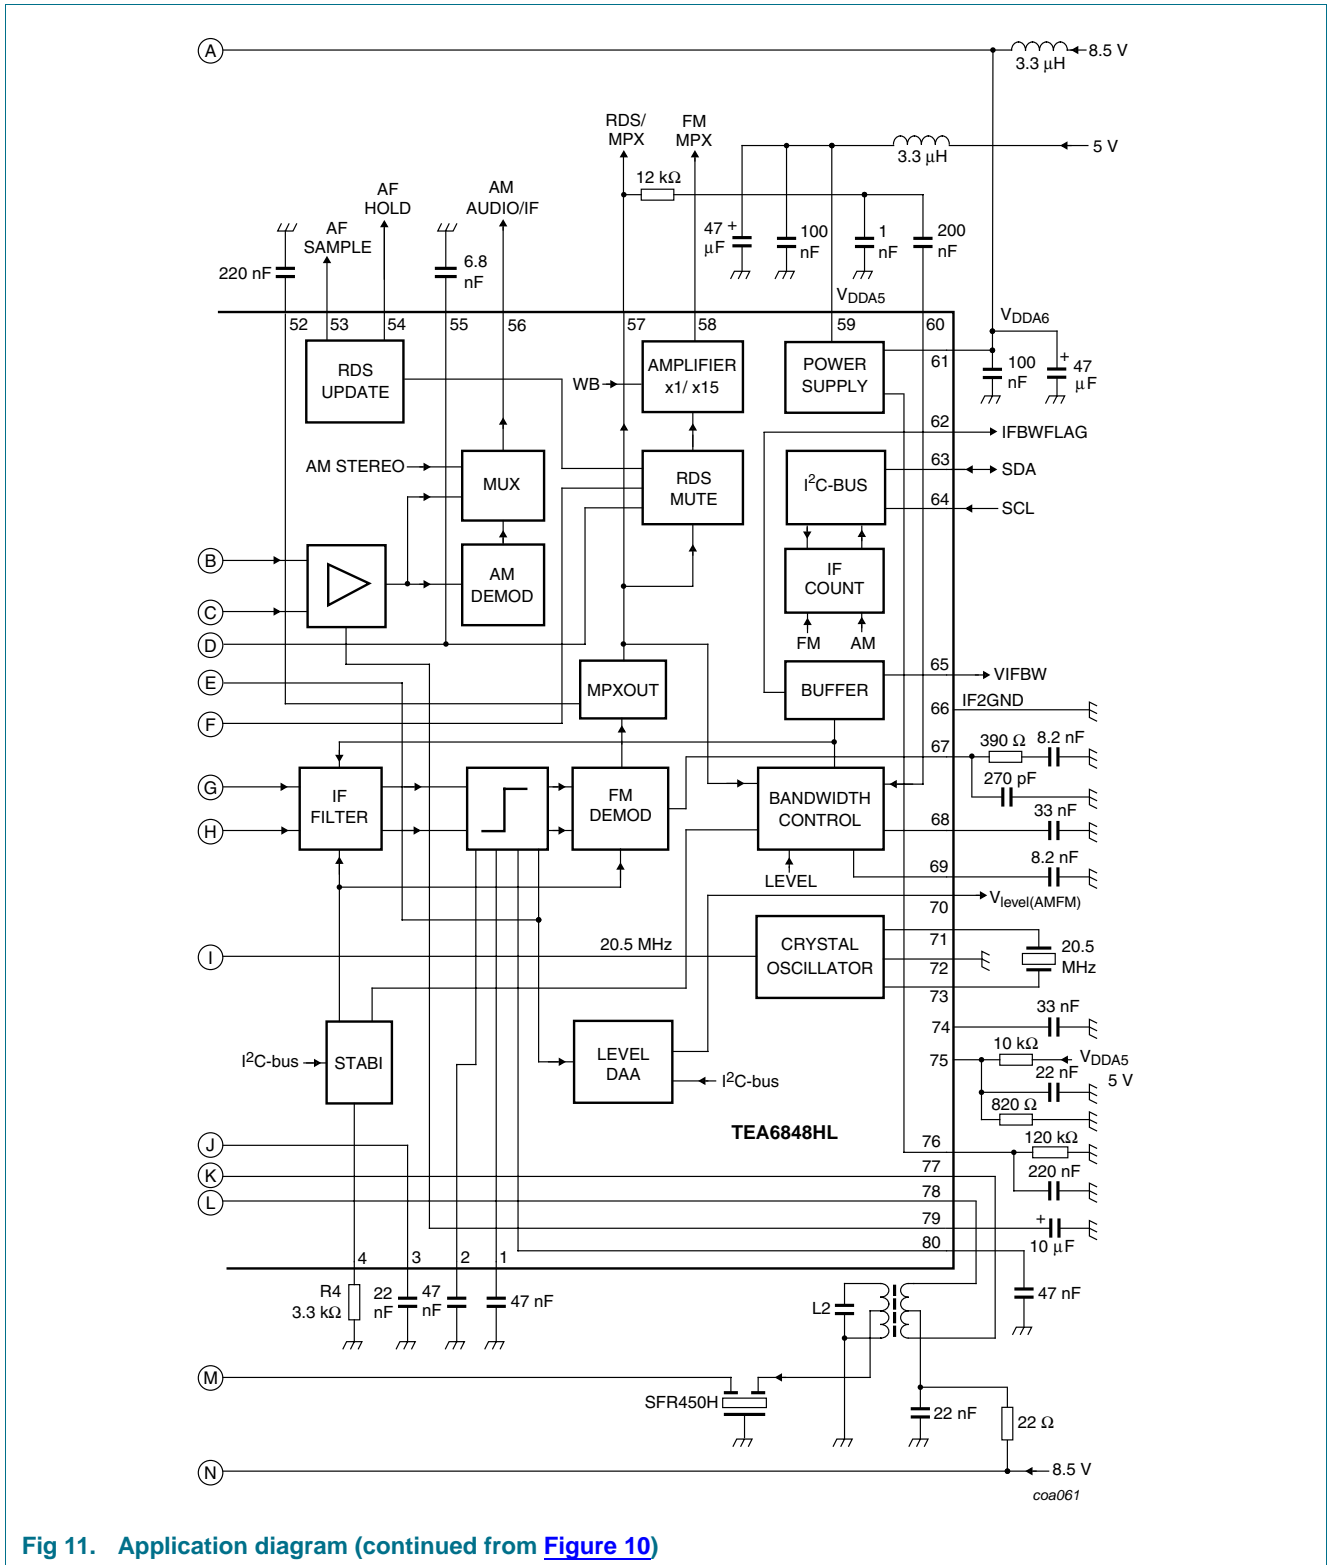 A
8.5 V
3.3 μH
RDS/
MPX
FM
MPX
5 V
3.3 μH
12 kΩ
AF
HOLD
AM
AUDIO/IF
AF
SAMPLE
47 +
μF
100
nF
1
nF
200
nF
220 nF
6.8
nF
VDDA5
52
53
54
55
56
57
58
59
60
VDDA6
61
RDS
UPDATE
AMPLIFIER
x1/ x15
WB
POWER
SUPPLY
100
nF
+
47
μF
62
IFBWFLAG
AM STEREO
MUX
RDS
MUTE
I2C-BUS
63
SDA
64
SCL
B
C
AM
DEMOD
IF
COUNT
FM
AM
D
E
F
MPXOUT
BUFFER
65
VIFBW
66
IF2GND
67
390 Ω
8.2 nF
270 pF
G
H
IF
FILTER
FM
DEMOD
BANDWIDTH
CONTROL
33 nF
68
8.2 nF
69
LEVEL
Vlevel(AMFM)
70
I
20.5 MHz
CRYSTAL
OSCILLATOR
71
72
73
20.5
MHz
33 nF
74
10 kΩ
75
VDDA5
5 V
22 nF
820 Ω
I2C-bus
STABI
LEVEL
DAA
I2C-bus
TEA6848HL
J
K
L
76
120 kΩ
77
220 nF
78
79
+
10 μF
80
4
3
2
1
R4
3.3 kΩ
22
nF
47
nF
47 nF
L2
47 nF
M
SFR450H
22 nF
22 Ω
N
8.5 V
coa061
Fig 11. Application diagram (continued from Figure 10)